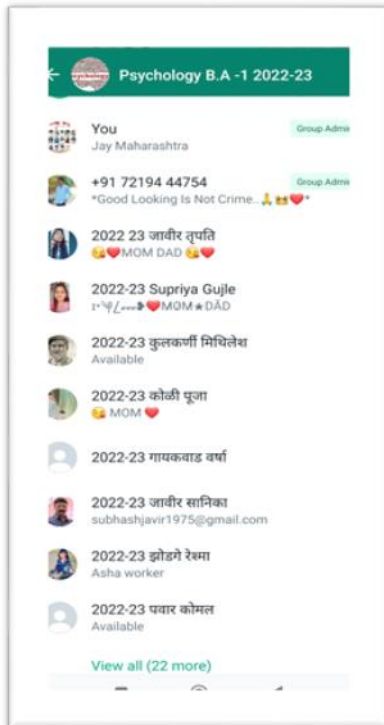 Psychology B.A -1 2022-23
You
Group Admi
Jay Maharashtra
+91 72194 44754
Group Admi
*Good Looking Is Not Crime..🙏👑❤️*
2022 23 जावीर तृपति
😘❤️MOM DAD 😘❤️
2022-23 Supriya Gujle
❤️MOM★DÃD
2022-23 कुलकर्णी मिथिलेश
Available
2022-23 कोळी पूजा
😘 MOM ❤️
2022-23 गायकवाड वर्षा
2022-23 जावीर सानिका
subhashjavir1975@gmail.com
2022-23 झोडगे रेश्मा
Asha worker
2022-23 पवार कोमल
Available
View all (22 more)